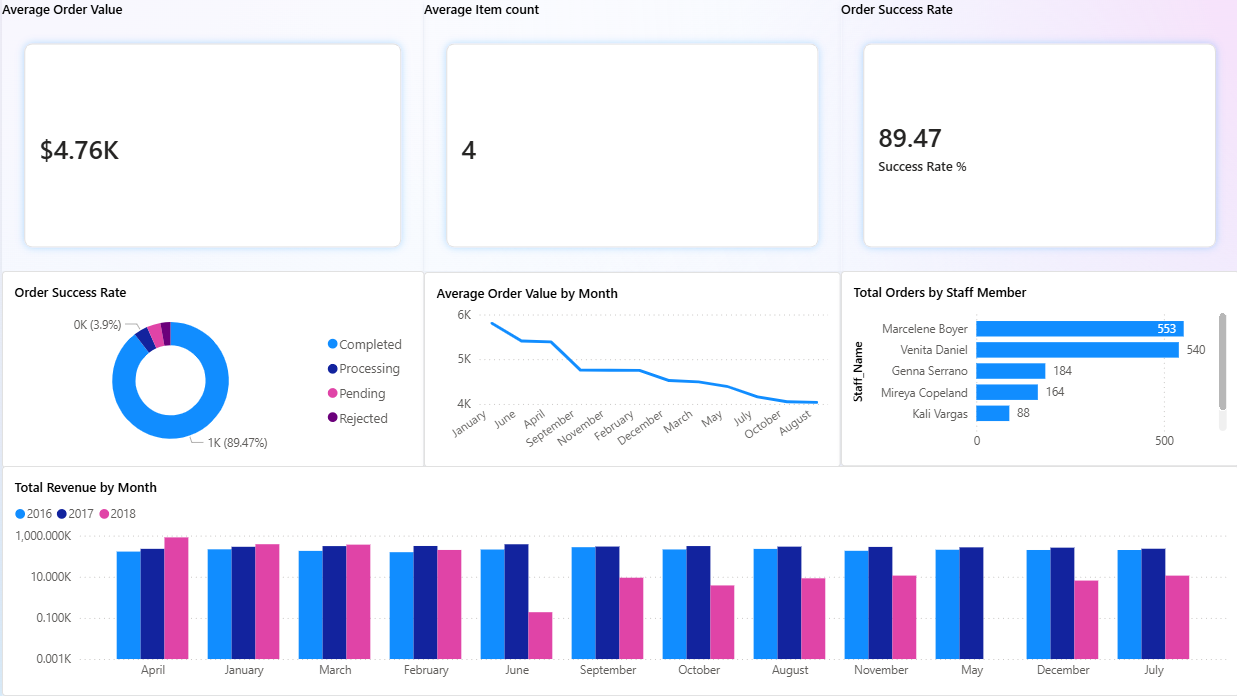 Average Order Value
Average Item count
Order Success Rate
$4.76K
4
89.47
Success Rate %
Order Success Rate
0K (3.9%)
1K (89.47%)
Completed
Processing
Pending
Rejected
Average Order Value by Month
6K
5K
4K
January
June
April
September
November
February
December
March
May
July
October
August
Total Orders by Staff Member
Staff_Name
Marcelene Boyer 553
Venita Daniel 540
Genna Serrano 184
Mireya Copeland 164
Kali Vargas 88
0 500
Total Revenue by Month
2016 2017 2018
1,000.000K
10.000K
0.100K
0.001K
April January March February June September October August November May December July